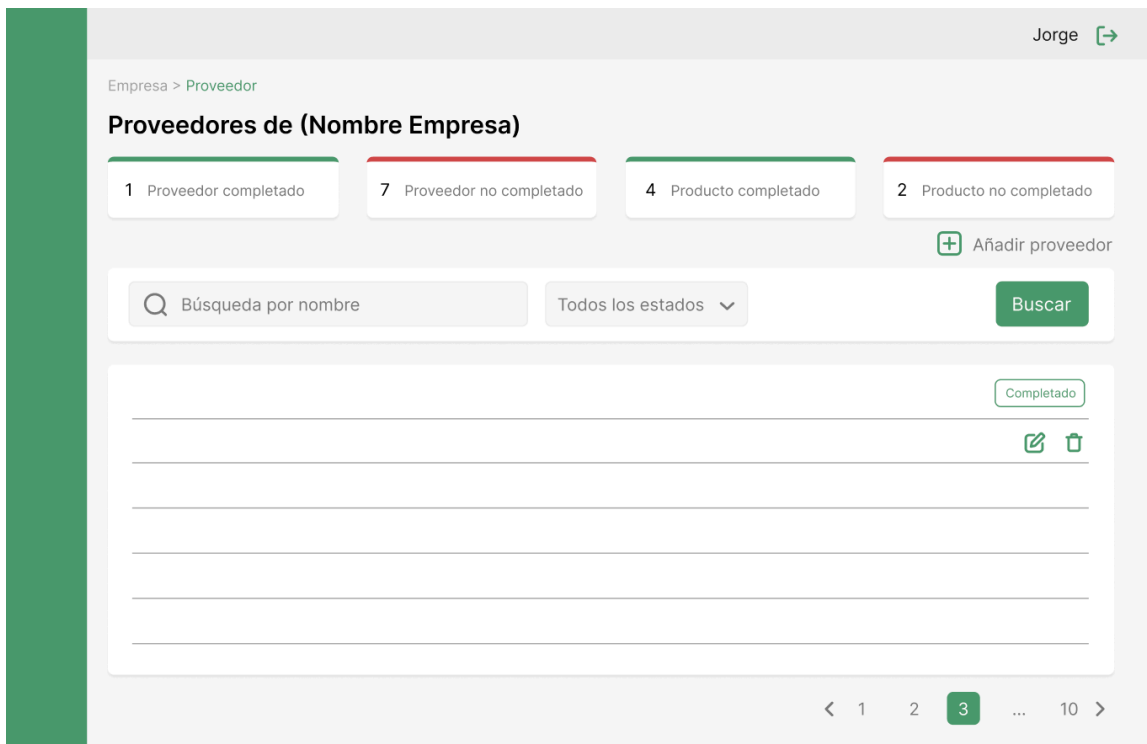 Jorge
Empresa > Proveedor
Proveedores de (Nombre Empresa)
1 Proveedor completado
7 Proveedor no completado
4 Producto completado
2 Producto no completado
Añadir proveedor
Búsqueda por nombre
Todos los estados
Buscar
Completado
1 2 3 ... 10